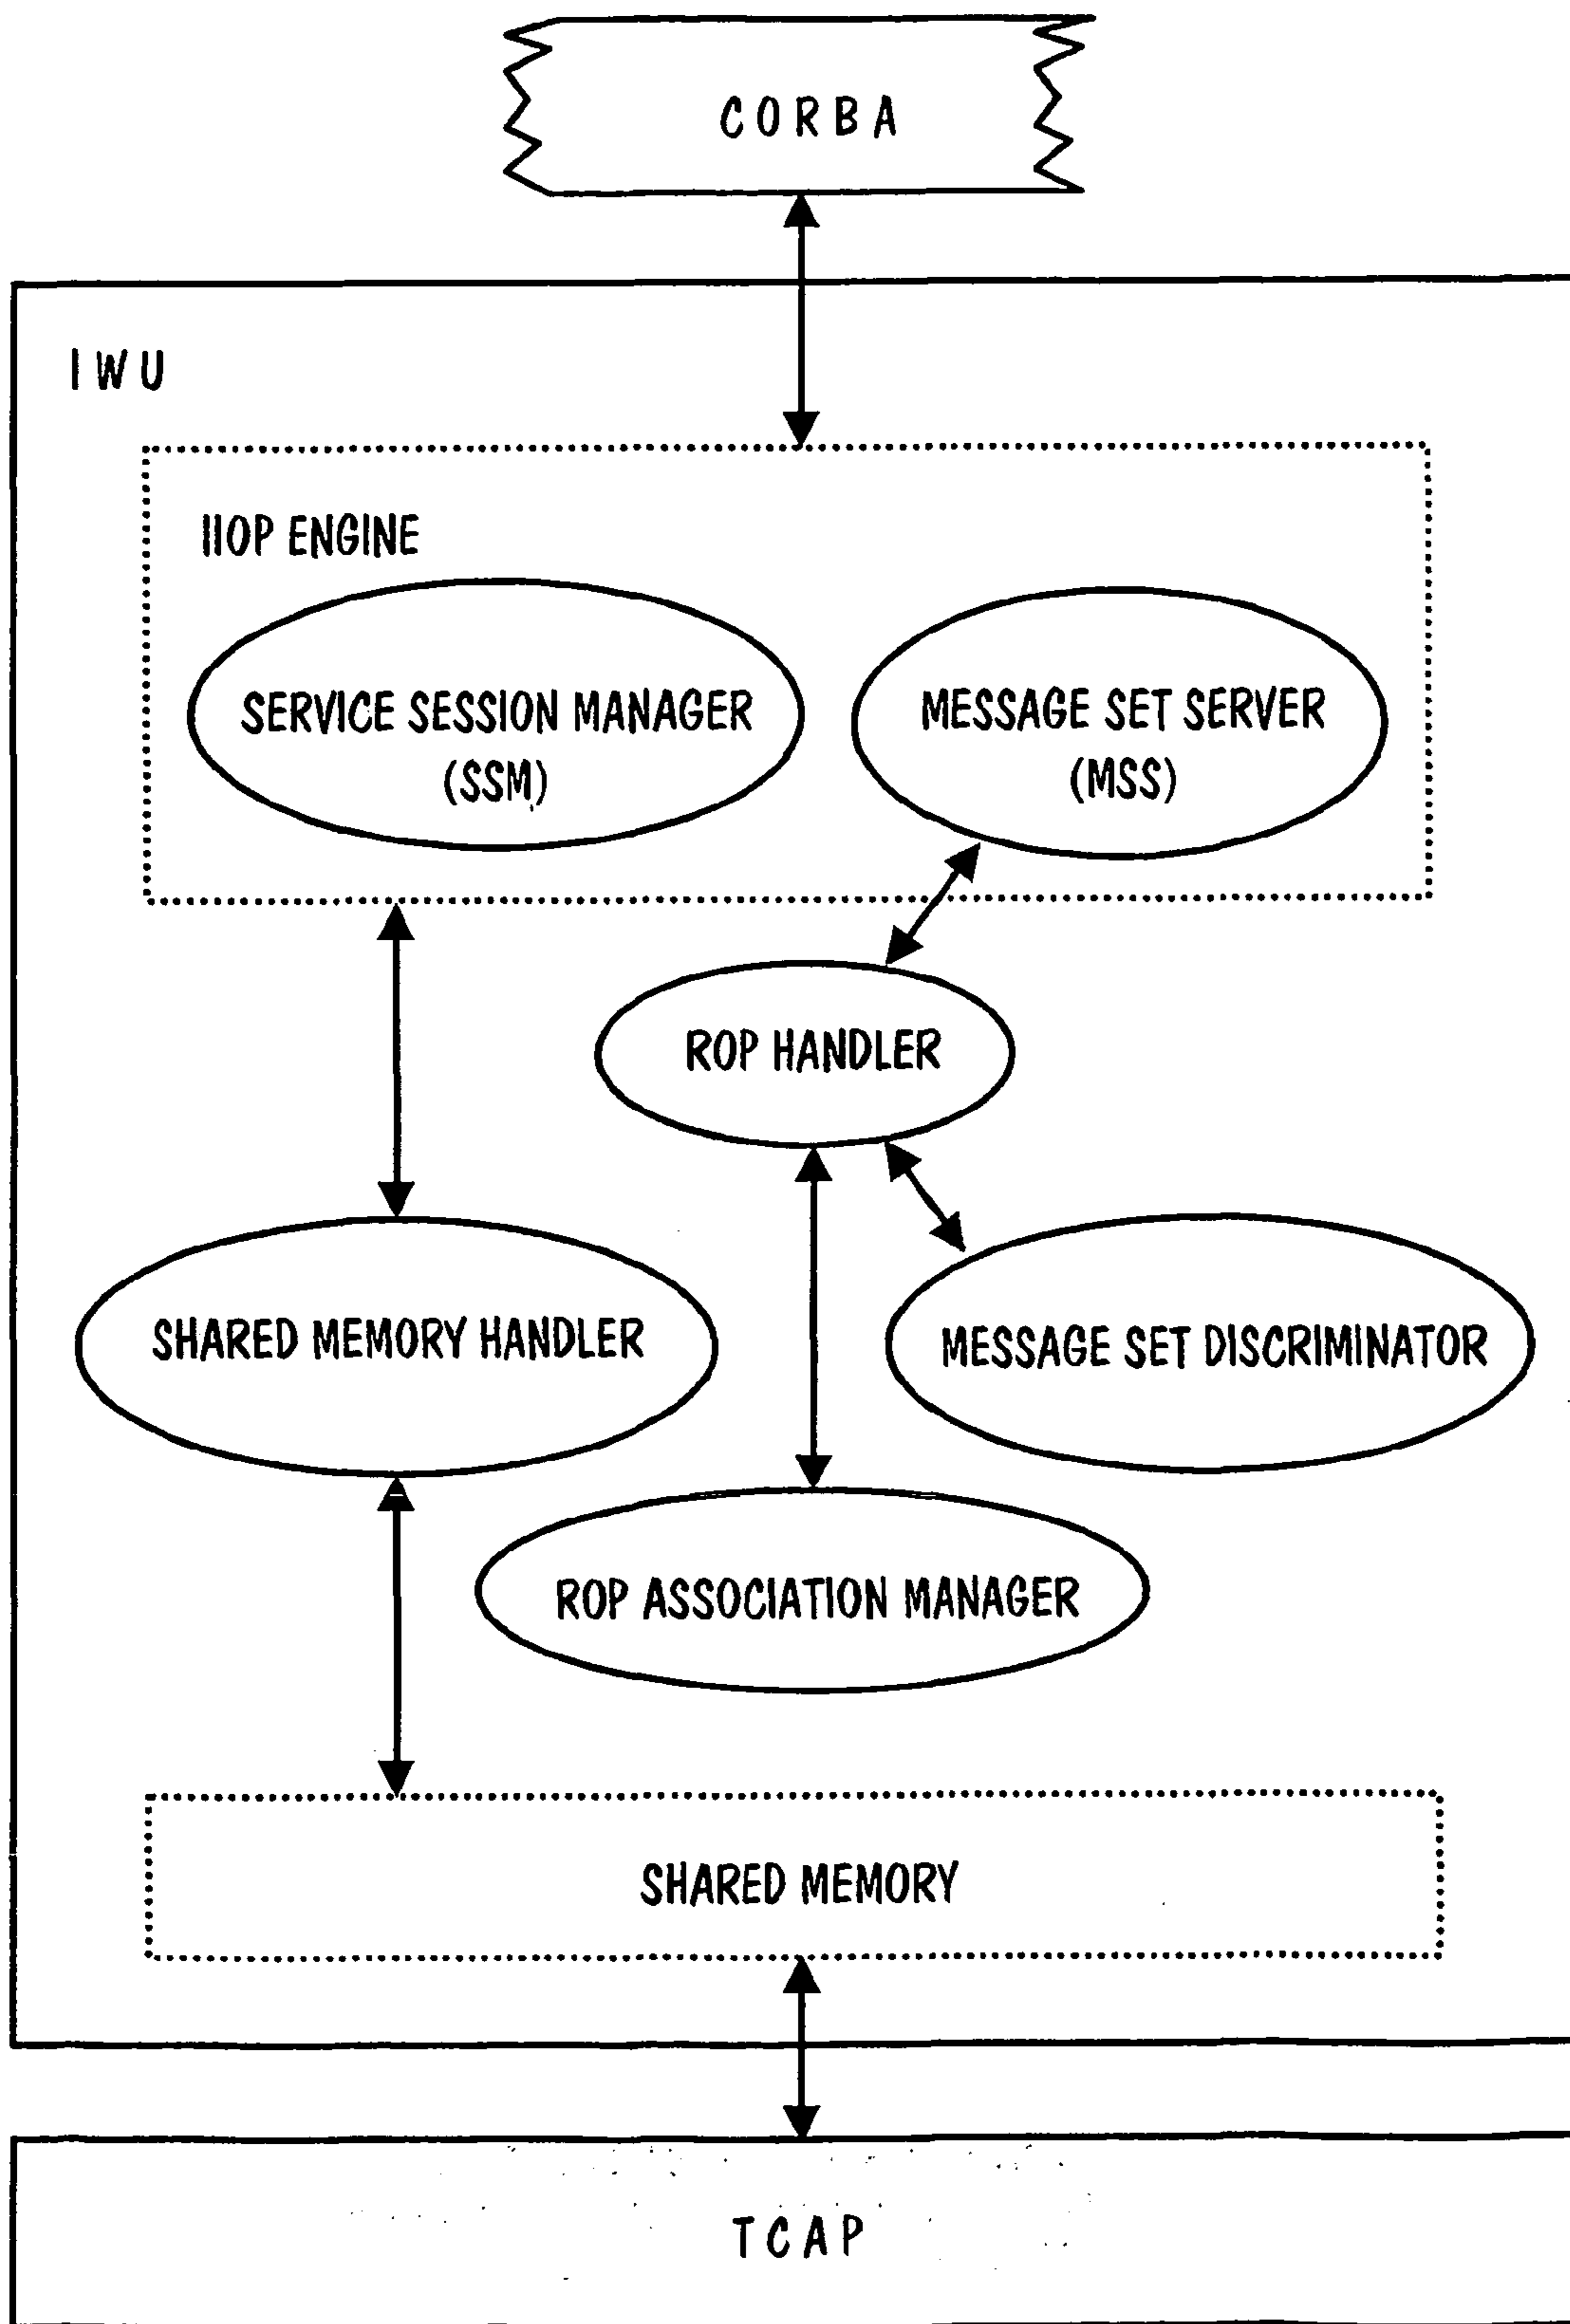 CORBA
IWU
IIOP ENGINE
SERVICE SESSION MANAGER
(SSM)
MESSAGE SET SERVER
(MSS)
ROP HANDLER
SHARED MEMORY HANDLER
MESSAGE SET DISCRIMINATOR
ROP ASSOCIATION MANAGER
SHARED MEMORY
TCAP